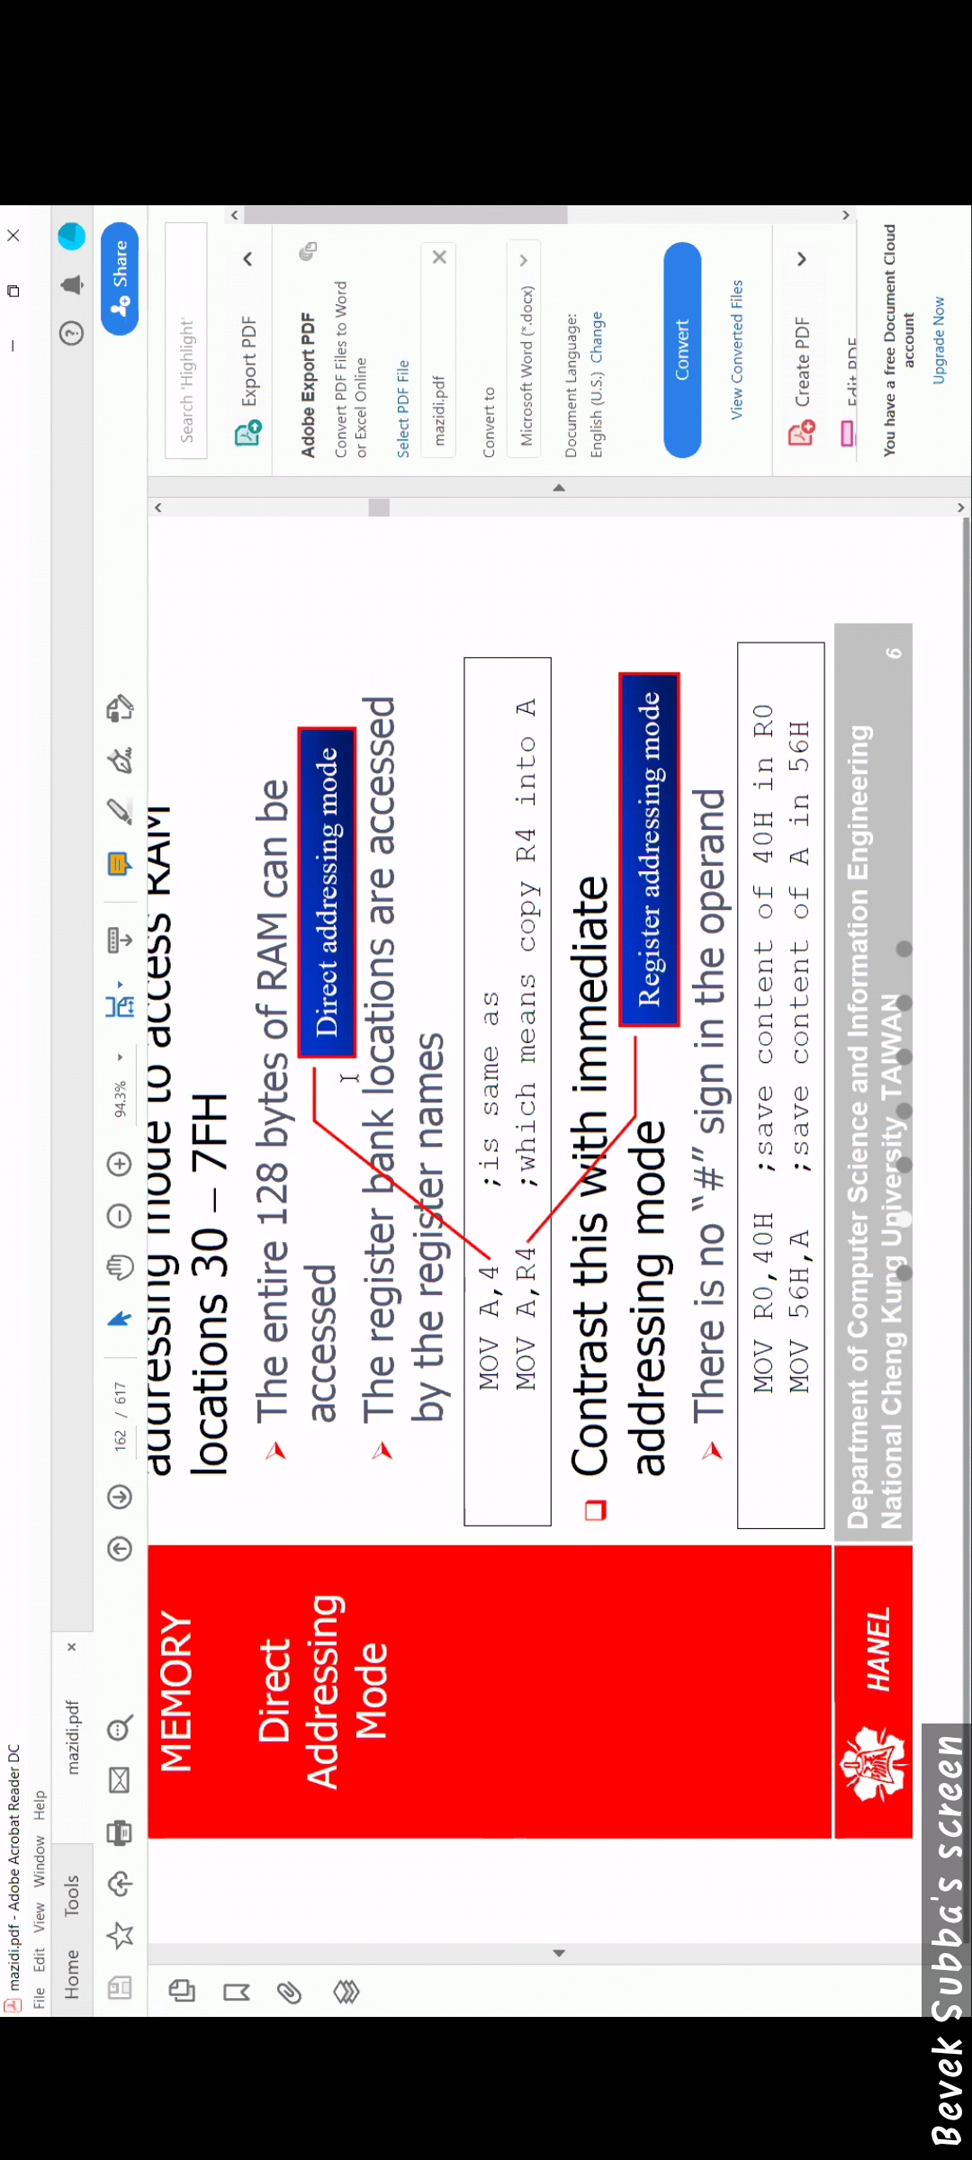 mazidi.pdf - Adobe Acrobat Reader DC
File Edit View Window Help
Home Tools mazidi.pdf ×
162 / 617 94.3% Share
MEMORY
Direct
Addressing
Mode
HANEL
addressing mode to access RAM
locations 30 – 7FH
The entire 128 bytes of RAM can be
accessed
Direct addressing mode
The register bank locations are accessed
by the register names
MOV A,4 ;is same as
MOV A,R4 ;which means copy R4 into A
Contrast this with immediate
addressing mode
Register addressing mode
There is no “#” sign in the operand
MOV R0,40H ;save content of 40H in R0
MOV 56H,A ;save content of A in 56H
Department of Computer Science and Information Engineering
National Cheng Kung University, TAIWAN
6
Search 'Highlight'
Export PDF
Adobe Export PDF
Convert PDF Files to Word
or Excel Online
Select PDF File
mazidi.pdf
Convert to
Microsoft Word (*.docx)
Document Language:
English (U.S.) Change
Convert
View Converted Files
Create PDF
Edit PDF
You have a free Document Cloud
account
Upgrade Now
Bevek Subba's screen